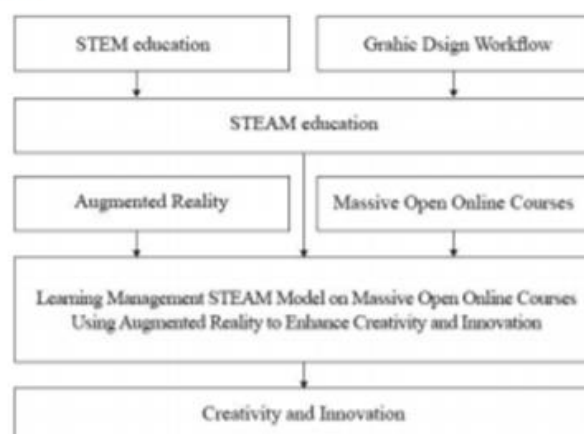 STEM education
Grahic Dsign Workflow
STEAM education
Augmented Reality
Massive Open Online Courses
Learning Management STEAM Model on Massive Open Online Courses
Using Augmented Reality to Enhance Creativity and Innovation
Creativity and Innovation